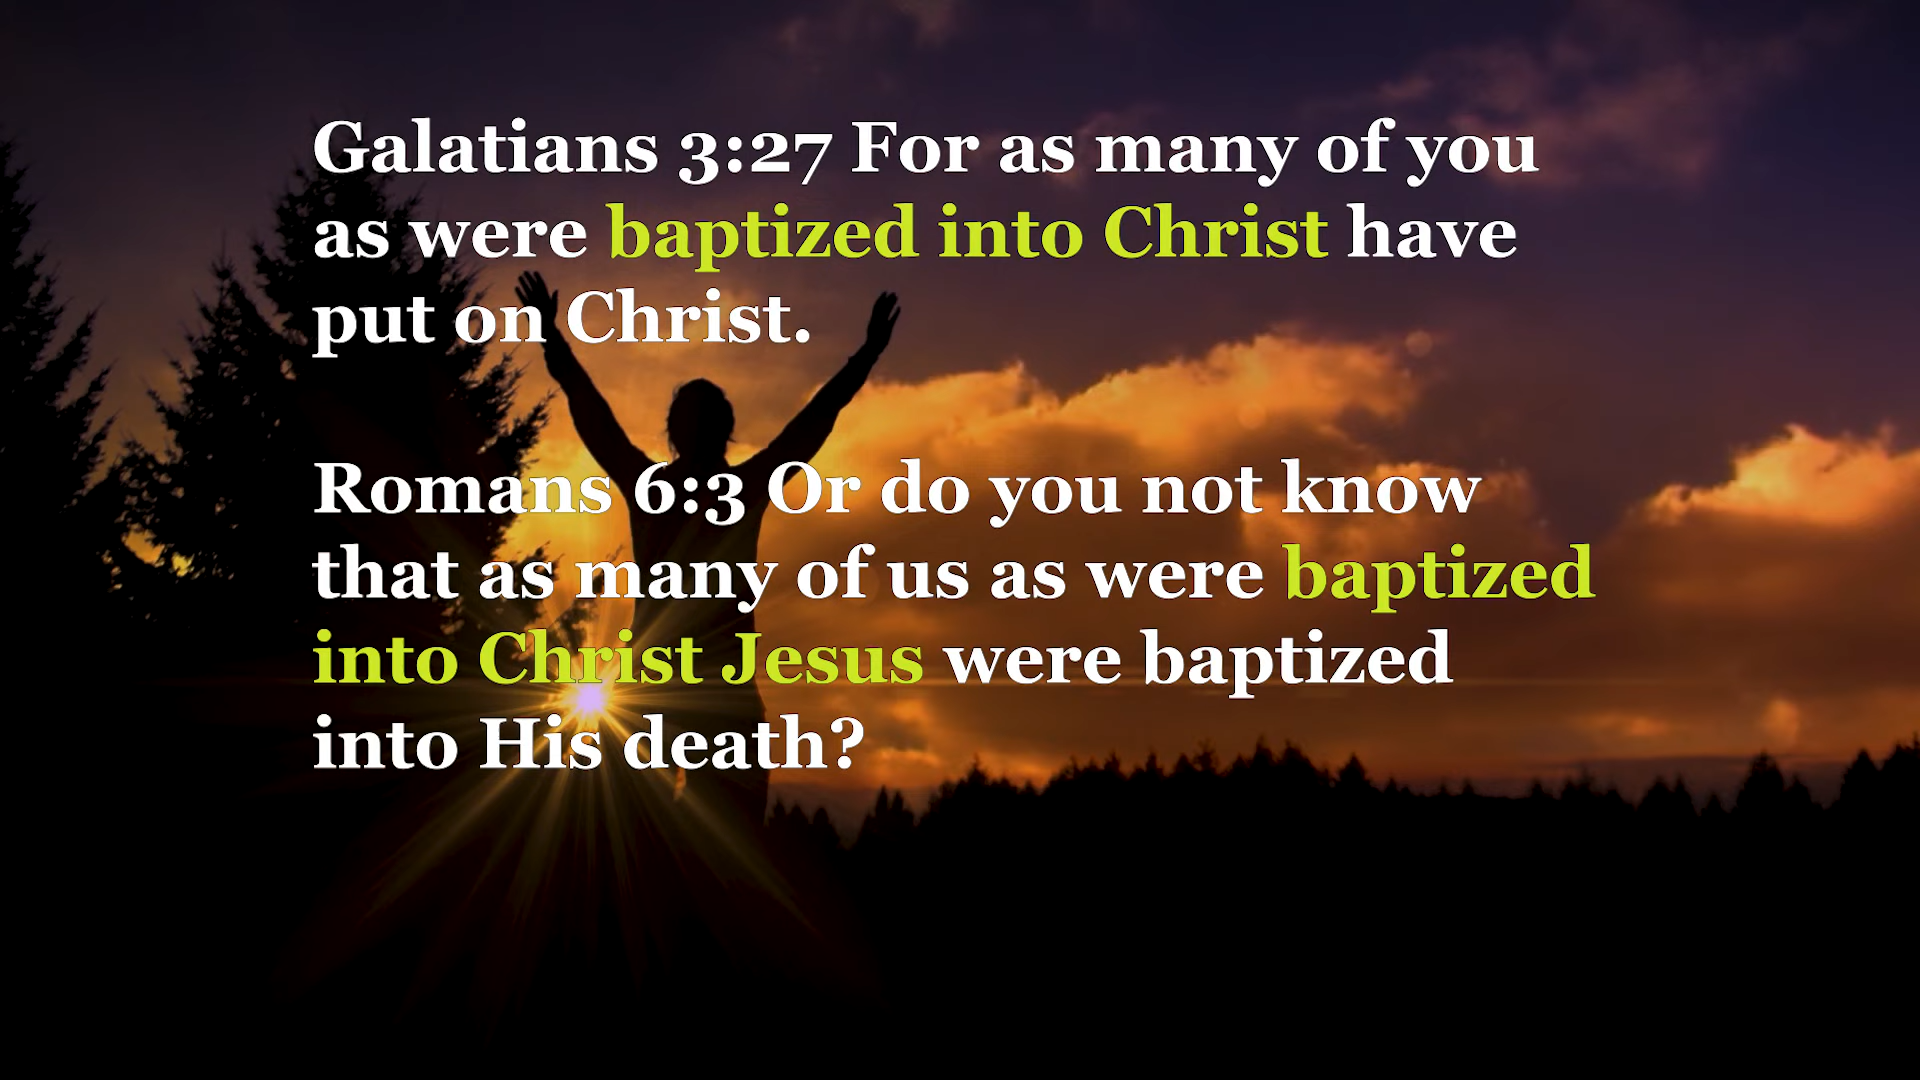 Galatians 3:27 For as many of you
as were baptized into Christ have
put on Christ.
Romans 6:3 Or do you not know
that as many of us as were baptized
into Christ Jesus were baptized
into His death?